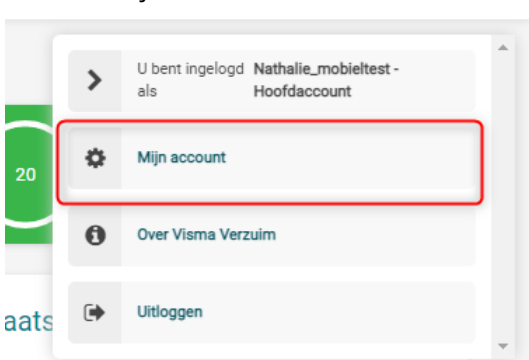 U bent ingelogd als Nathalie_mobieltest - Hoofdaccount
20
Mijn account
Over Visma Verzuim
aats
Uitloggen